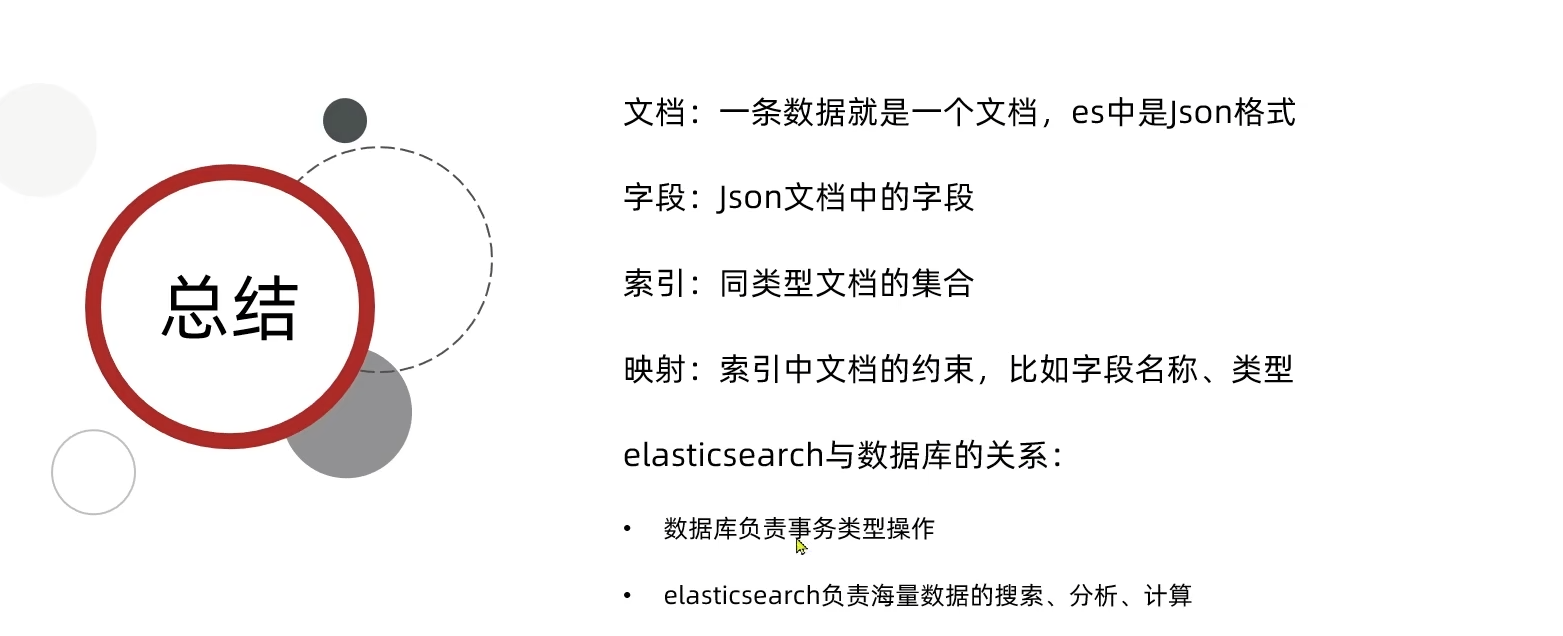 总结
文档：一条数据就是一个文档，es中是Json格式
字段：Json文档中的字段
索引：同类型文档的集合
映射：索引中文档的约束，比如字段名称、类型
elasticsearch与数据库的关系：
• 数据库负责事务类型操作
• elasticsearch负责海量数据的搜索、分析、计算